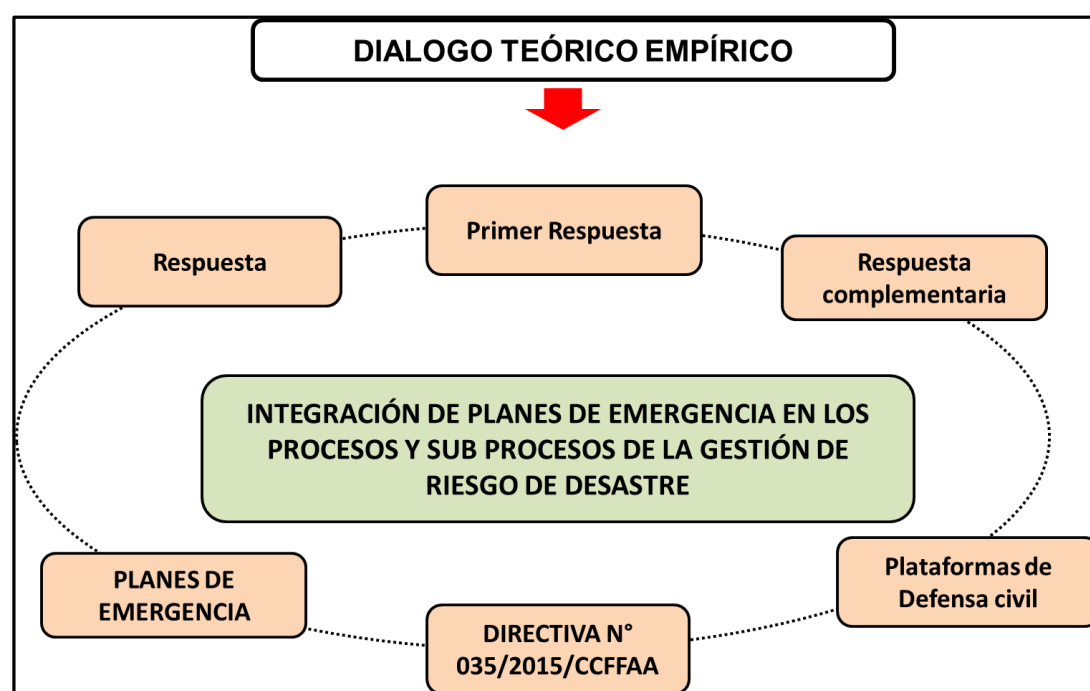 DIALOGO TEÓRICO EMPÍRICO
Primer Respuesta
Respuesta
Respuesta
complementaria
INTEGRACIÓN DE PLANES DE EMERGENCIA EN LOS
PROCESOS Y SUB PROCESOS DE LA GESTIÓN DE
RIESGO DE DESASTRE
PLANES DE
EMERGENCIA
Plataformas de
Defensa civil
DIRECTIVA N°
035/2015/CCFFAA